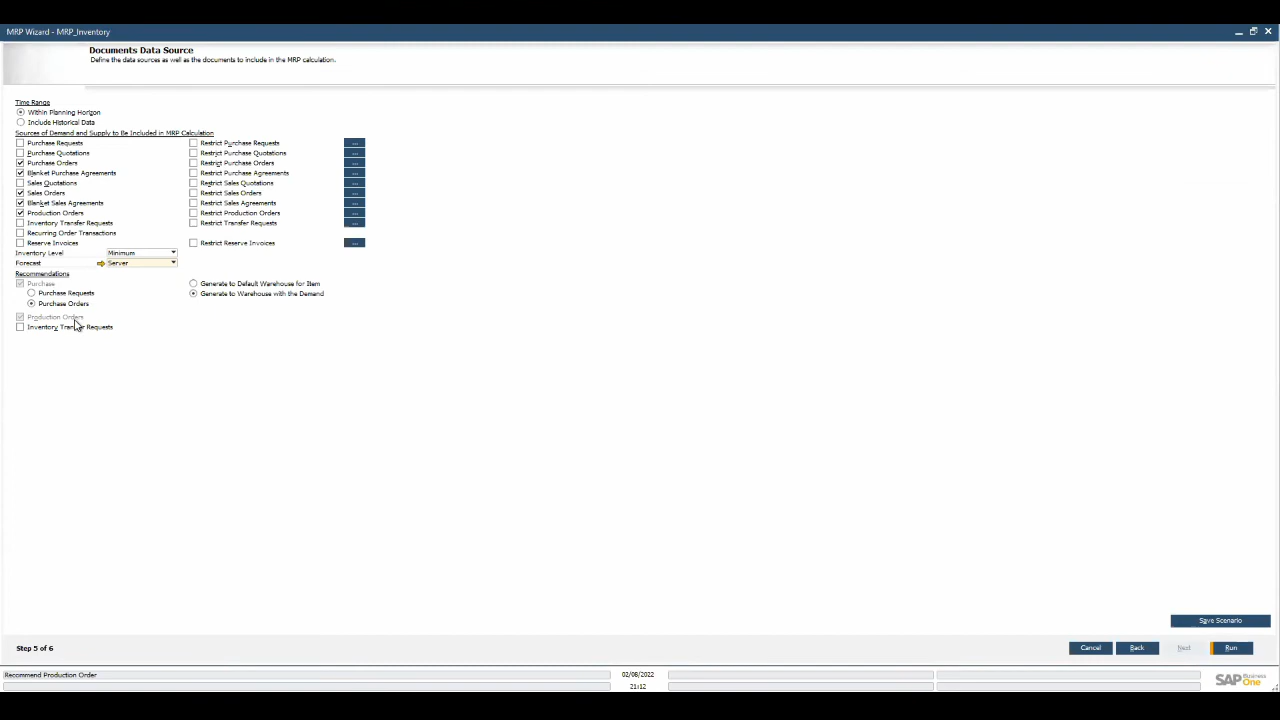 MRP Wizard - MRP_Inventory
Documents Data Source
Define the data sources as well as the documents to include in the MRP calculation.
Time Range
Within Planning Horizon
Include Historical Data
Sources of Demand and Supply to Be Included in MRP Calculation
Purchase Requests Restrict Purchase Requests ...
Purchase Quotations Restrict Purchase Quotations ...
Purchase Orders Restrict Purchase Orders ...
Blanket Purchase Agreements Restrict Purchase Agreements ...
Sales Quotations Restrict Sales Quotations ...
Sales Orders Restrict Sales Orders ...
Blanket Sales Agreements Restrict Sales Agreements ...
Production Orders Restrict Production Orders ...
Inventory Transfer Requests Restrict Transfer Requests ...
Recurring Order Transactions
Reserve Invoices Restrict Reserve Invoices ...
Inventory Level Minimum
Forecast Server
Recommendations
Purchase Generate to Default Warehouse for Item
Purchase Requests Generate to Warehouse with the Demand
Purchase Orders
Production Orders
Inventory Transfer Requests
Save Scenario
Step 5 of 6 Cancel Back Next Run
Recommend Production Order 02/08/2022
21:12
SAP Business One